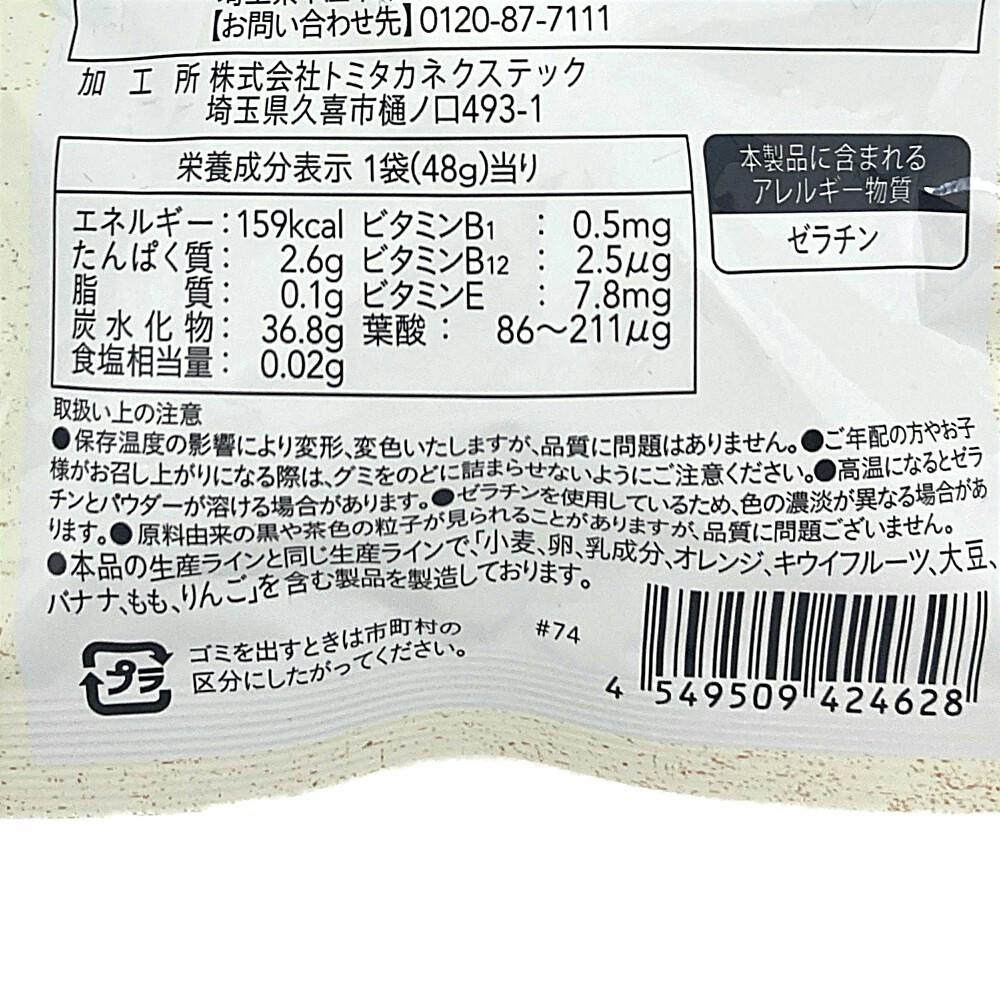 【お問い合わせ先】0120-87-7111
加工所 株式会社トミタカネクステック
埼玉県久喜市樋ノ口493-1
栄養成分表示 1袋(48g)当り
エネルギー：159kcal ビタミンB1 ： 0.5mg
たんぱく質： 2.6g ビタミンB12 ： 2.5μg
脂質： 0.1g ビタミンE ： 7.8mg
炭水化物： 36.8g 葉酸： 86～211μg
食塩相当量： 0.02g
本製品に含まれる
アレルギー物質
ゼラチン
取扱い上の注意
●保存温度の影響により変形、変色いたしますが、品質に問題はありません。●ご年配の方やお子
様がお召し上がりになる際は、グミをのどに詰まらせないようにご注意ください。●高温になるとゼラ
チンとパウダーが溶ける場合があります。●ゼラチンを使用しているため、色の濃淡が異なる場合があ
ります。●原料由来の黒や茶色の粒子が見られることがありますが、品質に問題ございません。
●本品の生産ラインと同じ生産ラインで、「小麦、卵、乳成分、オレンジ、キウイフルーツ、大豆、
バナナ、もも、りんご」を含む製品を製造しております。
プラ
ゴミを出すときは市町村の
区分にしたがってください。
#74
4 549509 424628